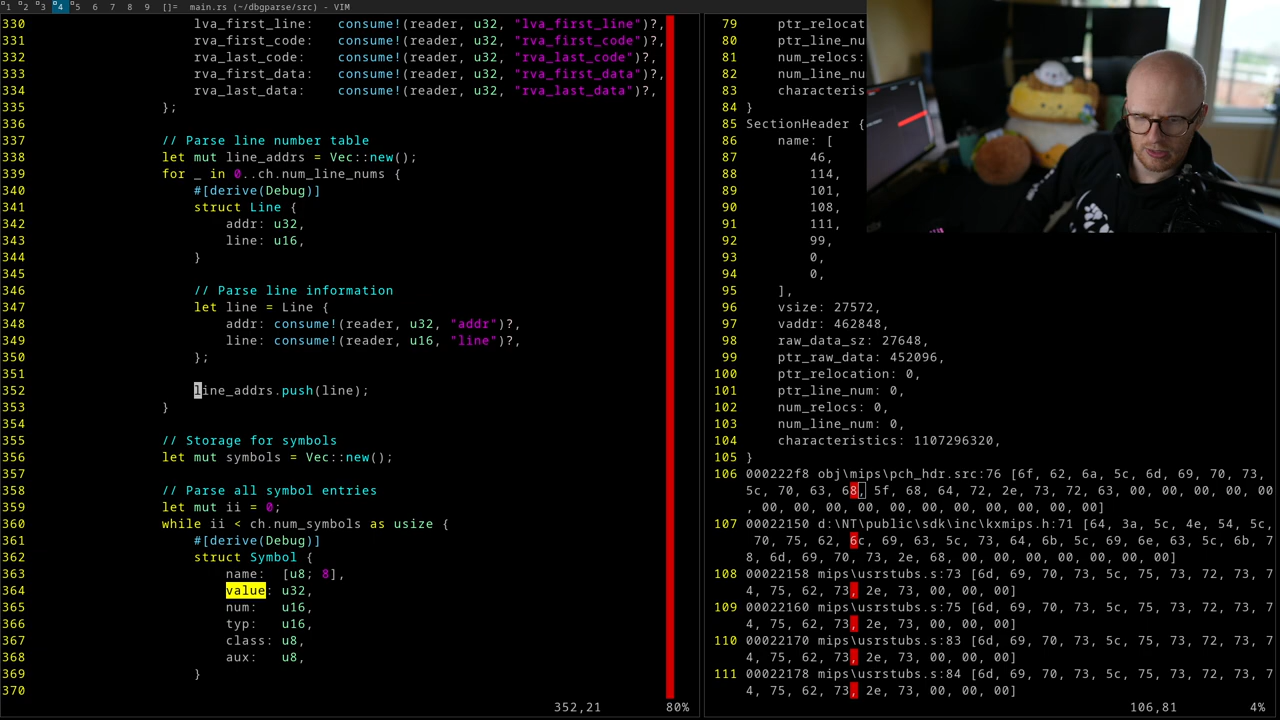 1 2 3 4 5 6 7 8 9 []= main.rs (~/dbgparse/src) - VIM
330 lva_first_line: consume!(reader, u32, "lva_first_line")?,
331 rva_first_code: consume!(reader, u32, "rva_first_code")?,
332 rva_last_code: consume!(reader, u32, "rva_last_code")?,
333 rva_first_data: consume!(reader, u32, "rva_first_data")?,
334 rva_last_data: consume!(reader, u32, "rva_last_data")?,
335 };
336
337 // Parse line number table
338 let mut line_addrs = Vec::new();
339 for _ in 0..ch.num_line_nums {
340 #[derive(Debug)]
341 struct Line {
342 addr: u32,
343 line: u16,
344 }
345
346 // Parse line information
347 let line = Line {
348 addr: consume!(reader, u32, "addr")?,
349 line: consume!(reader, u16, "line")?,
350 };
351
352 line_addrs.push(line);
353 }
354
355 // Storage for symbols
356 let mut symbols = Vec::new();
357
358 // Parse all symbol entries
359 let mut ii = 0;
360 while ii < ch.num_symbols as usize {
361 #[derive(Debug)]
362 struct Symbol {
363 name: [u8; 8],
364 value: u32,
365 num: u16,
366 typ: u16,
367 class: u8,
368 aux: u8,
369 }
370
352,21 80%
79 ptr_relocat
80 ptr_line_nu
81 num_relocs:
82 num_line_nu
83 characteris
84 }
85 SectionHeader {
86 name: [
87 46,
88 114,
89 101,
90 108,
91 111,
92 99,
93 0,
94 0,
95 ],
96 vsize: 27572,
97 vaddr: 462848,
98 raw_data_sz: 27648,
99 ptr_raw_data: 452096,
100 ptr_relocation: 0,
101 ptr_line_num: 0,
102 num_relocs: 0,
103 num_line_num: 0,
104 characteristics: 1107296320,
105 }
106 000222f8 obj\mips\pch_hdr.src:76 [6f, 62, 6a, 5c, 6d, 69, 70, 73,
5c, 70, 63, 68, 5f, 68, 64, 72, 2e, 73, 72, 63, 00, 00, 00, 00, 00, 00
, 00, 00, 00, 00, 00, 00, 00, 00, 00, 00]
107 00022150 d:\NT\public\sdk\inc\kxmips.h:71 [64, 3a, 5c, 4e, 54, 5c,
70, 75, 62, 6c, 69, 63, 5c, 73, 64, 6b, 5c, 69, 6e, 63, 5c, 6b, 7
8, 6d, 69, 70, 73, 2e, 68, 00, 00, 00, 00, 00, 00, 00]
108 00022158 mips\usrstubs.s:73 [6d, 69, 70, 73, 5c, 75, 73, 72, 73, 7
4, 75, 62, 73, 2e, 73, 00, 00, 00]
109 00022160 mips\usrstubs.s:75 [6d, 69, 70, 73, 5c, 75, 73, 72, 73, 7
4, 75, 62, 73, 2e, 73, 00, 00, 00]
110 00022170 mips\usrstubs.s:83 [6d, 69, 70, 73, 5c, 75, 73, 72, 73, 7
4, 75, 62, 73, 2e, 73, 00, 00, 00]
111 00022178 mips\usrstubs.s:84 [6d, 69, 70, 73, 5c, 75, 73, 72, 73, 7
4, 75, 62, 73, 2e, 73, 00, 00, 00]
106,81 4%